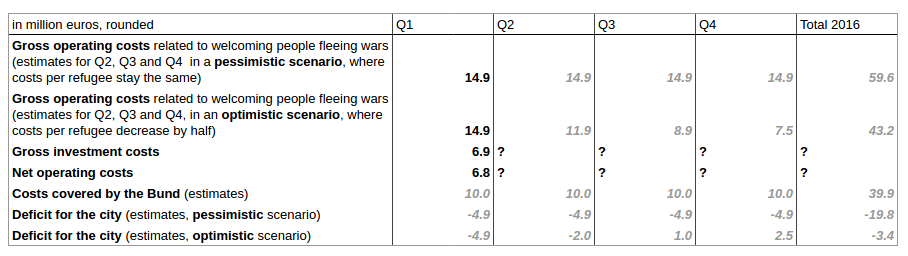 in million euros, rounded Q1 Q2 Q3 Q4 Total 2016
Gross operating costs related to welcoming people fleeing wars
(estimates for Q2, Q3 and Q4 in a pessimistic scenario, where
costs per refugee stay the same) 14.9 14.9 14.9 14.9 59.6
Gross operating costs related to welcoming people fleeing wars
(estimates for Q2, Q3 and Q4, in an optimistic scenario, where
costs per refugee decrease by half) 14.9 11.9 8.9 7.5 43.2
Gross investment costs 6.9 ? ? ? ?
Net operating costs 6.8 ? ? ? ?
Costs covered by the Bund (estimates) 10.0 10.0 10.0 10.0 39.9
Deficit for the city (estimates, pessimistic scenario) -4.9 -4.9 -4.9 -4.9 -19.8
Deficit for the city (estimates, optimistic scenario) -4.9 -2.0 1.0 2.5 -3.4